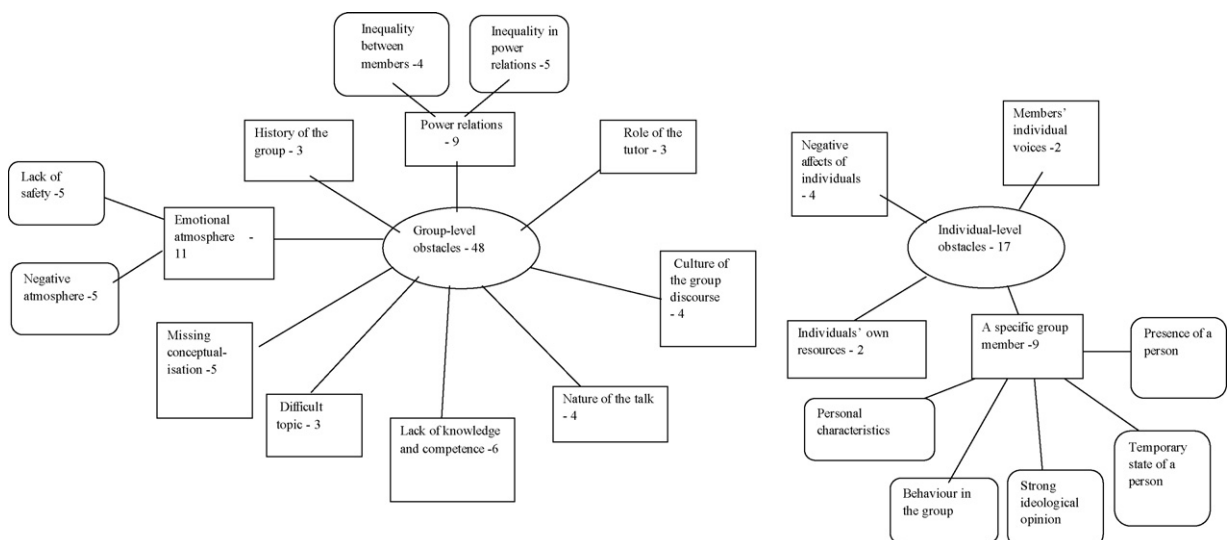 Inequality
between
members -4
Inequality in
power
relations -5
History of the
group - 3
Power relations
- 9
Role of the
tutor - 3
Lack of
safety -5
Emotional
atmosphere -
11
Negative
atmosphere -5
Group-level
obstacles - 48
Culture of
the group
discourse
- 4
Missing
conceptual-
isation -5
Difficult
topic - 3
Lack of knowledge
and competence -6
Nature of the talk
- 4
Negative
affects of
individuals
- 4
Members'
individual
voices -2
Individual-level
obstacles - 17
Individuals' own
resources - 2
A specific group
member -9
Presence of a
person
Personal
characteristics
Behaviour in
the group
Strong
ideological
opinion
Temporary
state of a
person